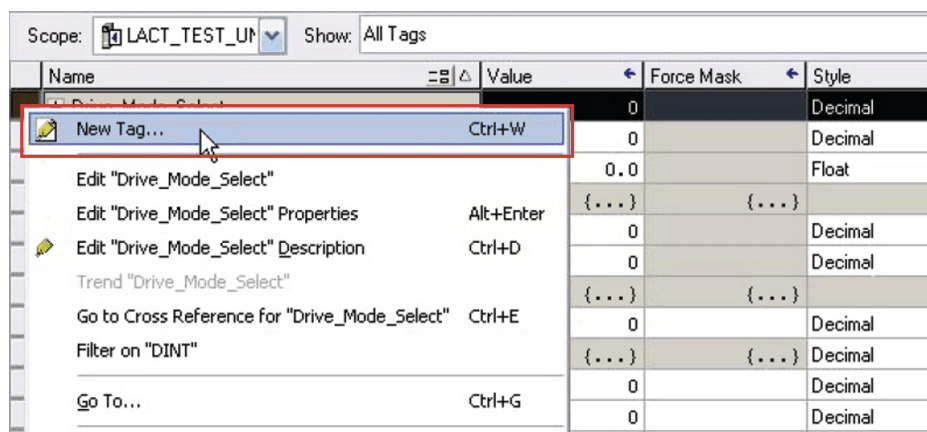 Scope: LACT_TEST_UN Show: All Tags
Name Value Force Mask Style
Drive_Mode_Select 0 Decimal
New Tag... Ctrl+W 0 Decimal
Edit "Drive_Mode_Select" 0.0 Float
Edit "Drive_Mode_Select" Properties Alt+Enter {...} {...}
0 Decimal
Edit "Drive_Mode_Select" Description Ctrl+D 0 Decimal
Trend "Drive_Mode_Select" {...} {...}
Go to Cross Reference for "Drive_Mode_Select" Ctrl+E 0 Decimal
Filter on "DINT" {...} {...} Decimal
0 Decimal
Go To... Ctrl+G 0 Decimal